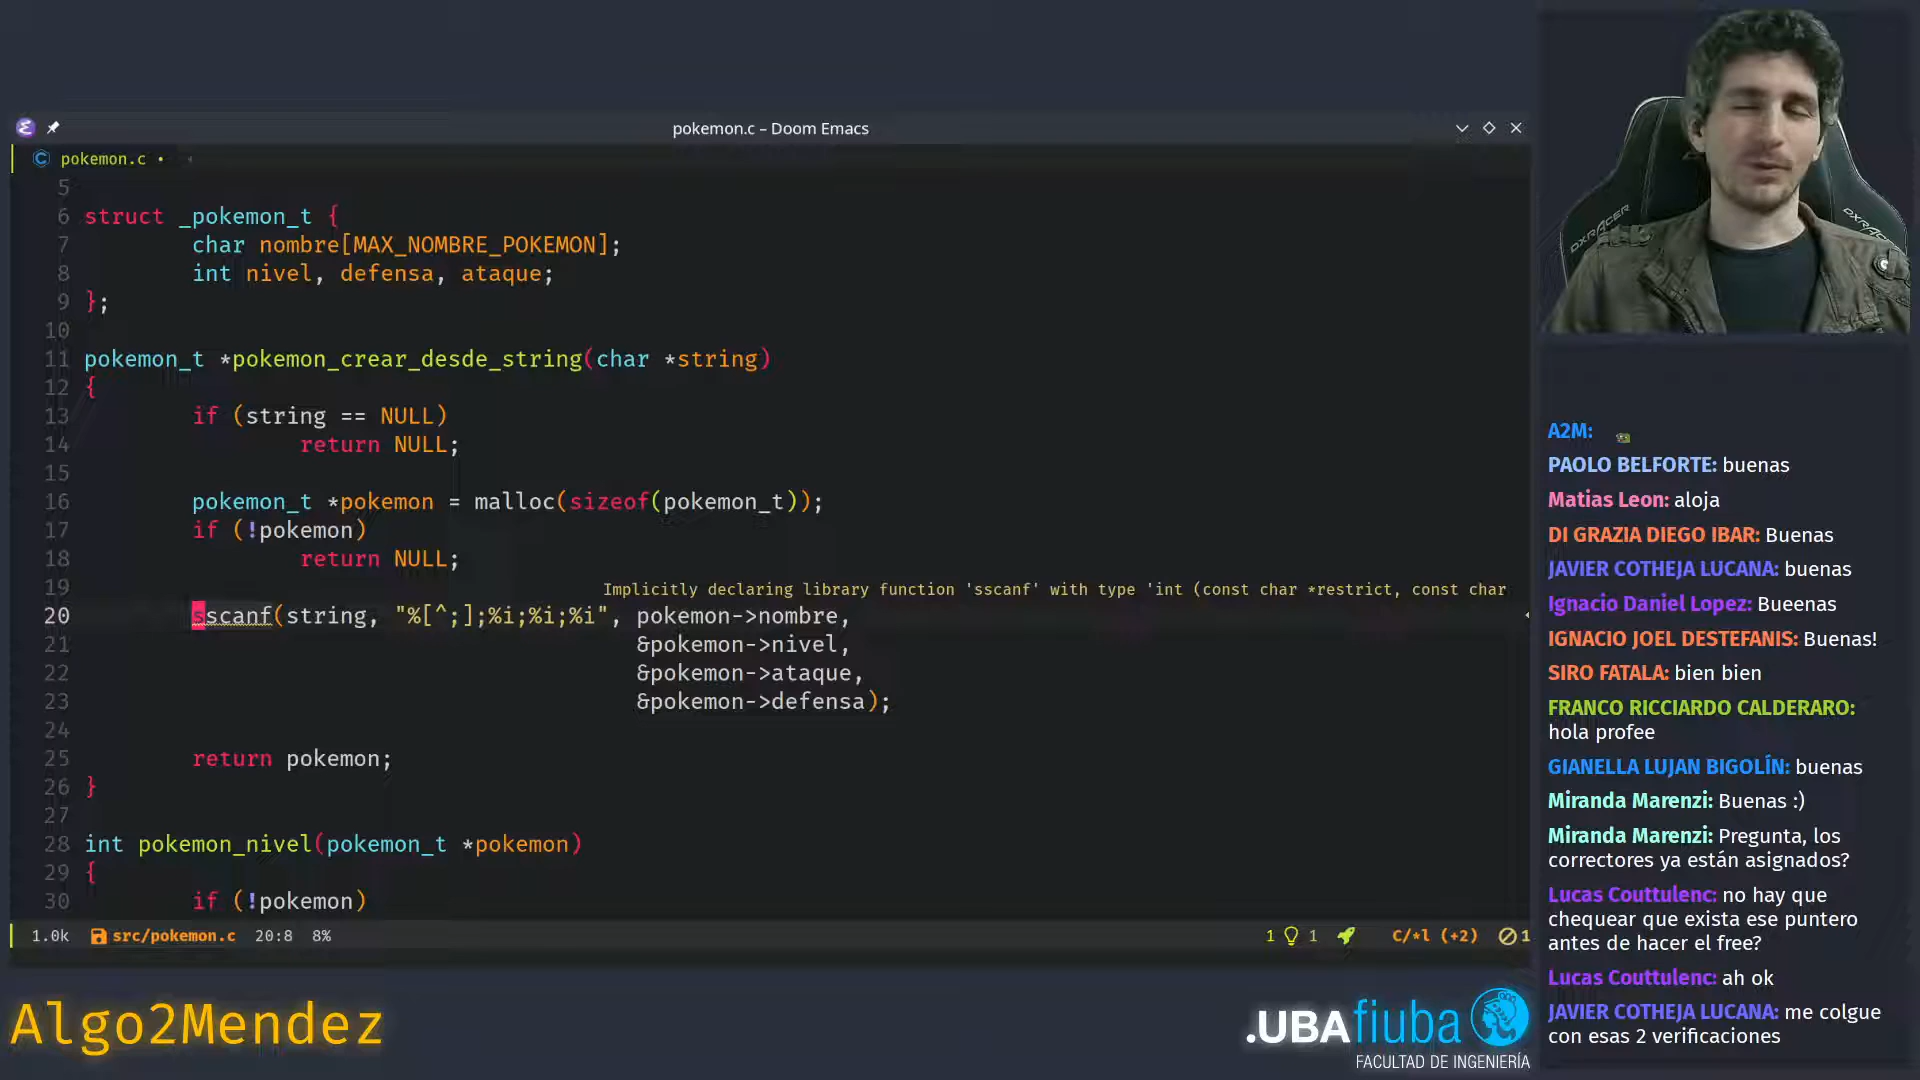 pokemon.c – Doom Emacs
pokemon.c •
5
6 struct _pokemon_t {
7 char nombre[MAX_NOMBRE_POKEMON];
8 int nivel, defensa, ataque;
9 };
10
11 pokemon_t *pokemon_crear_desde_string(char *string)
12 {
13 if (string == NULL)
14 return NULL;
15
16 pokemon_t *pokemon = malloc(sizeof(pokemon_t));
17 if (!pokemon)
18 return NULL;
19
Implicitly declaring library function 'sscanf' with type 'int (const char *restrict, const char
20 sscanf(string, "%[^;];%i;%i;%i", pokemon->nombre,
21 &pokemon->nivel,
22 &pokemon->ataque,
23 &pokemon->defensa);
24
25 return pokemon;
26 }
27
28 int pokemon_nivel(pokemon_t *pokemon)
29 {
30 if (!pokemon)
1.0k src/pokemon.c 20:8 8% 1 1 C/*l (+2) 1
Algo2Mendez
.UBAfiuba
FACULTAD DE INGENIERÍA
DXRACER
DXRACER
A2M:
PAOLO BELFORTE: buenas
Matias Leon: aloja
DI GRAZIA DIEGO IBAR: Buenas
JAVIER COTHEJA LUCANA: buenas
Ignacio Daniel Lopez: Bueenas
IGNACIO JOEL DESTEFANIS: Buenas!
SIRO FATALA: bien bien
FRANCO RICCIARDO CALDERARO:
hola profee
GIANELLA LUJAN BIGOLÍN: buenas
Miranda Marenzi: Buenas :)
Miranda Marenzi: Pregunta, los
correctores ya están asignados?
Lucas Couttulenc: no hay que
chequear que exista ese puntero
antes de hacer el free?
Lucas Couttulenc: ah ok
JAVIER COTHEJA LUCANA: me colgue
con esas 2 verificaciones